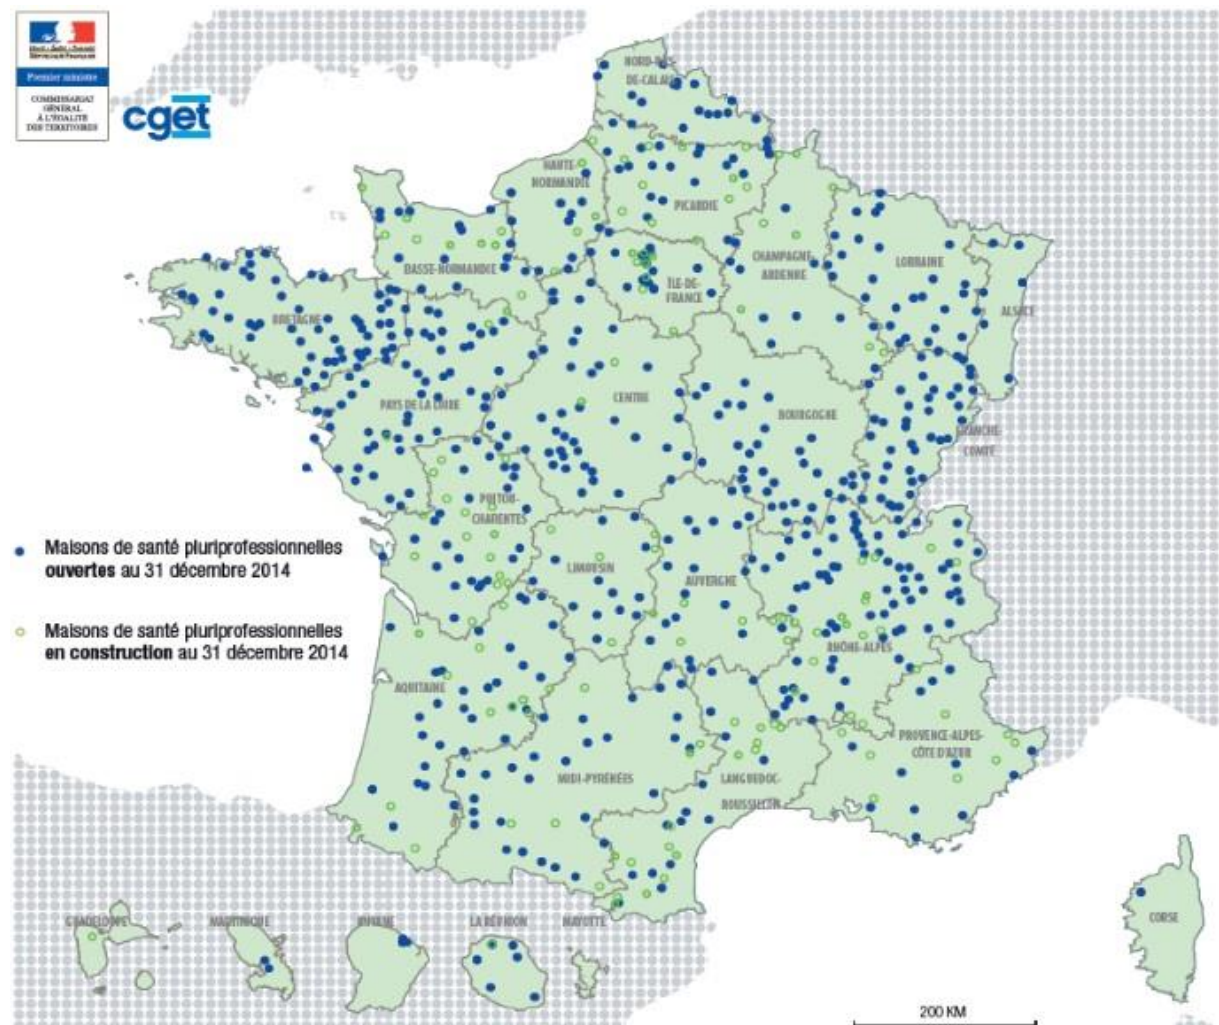 Premier ministre
COMMISSARIAT
GÉNÉRAL
À L'ÉGALITÉ
DES TERRITOIRES
cget
NORD-PAS-
DE-CALAIS
HAUTE-
NORMANDIE
PICARDIE
BASSE-NORMANDIE
CHAMPAGNE-
ARDENNE
LORRAINE
ÎLE-DE-
FRANCE
ALSACE
BRETAGNE
PAYS DE LA LOIRE
CENTRE
BOURGOGNE
FRANCHE-
COMTÉ
POITOU-
CHARENTES
LIMOUSIN
AUVERGNE
RHÔNE-ALPES
AQUITAINE
PROVENCE-ALPES-
CÔTE D'AZUR
MIDI-PYRÉNÉES
LANGUEDOC-
ROUSSILLON
Maisons de santé pluriprofessionnelles
ouvertes au 31 décembre 2014
Maisons de santé pluriprofessionnelles
en construction au 31 décembre 2014
GUADELOUPE
MARTINIQUE
GUYANE
LA RÉUNION
MAYOTTE
CORSE
200 KM